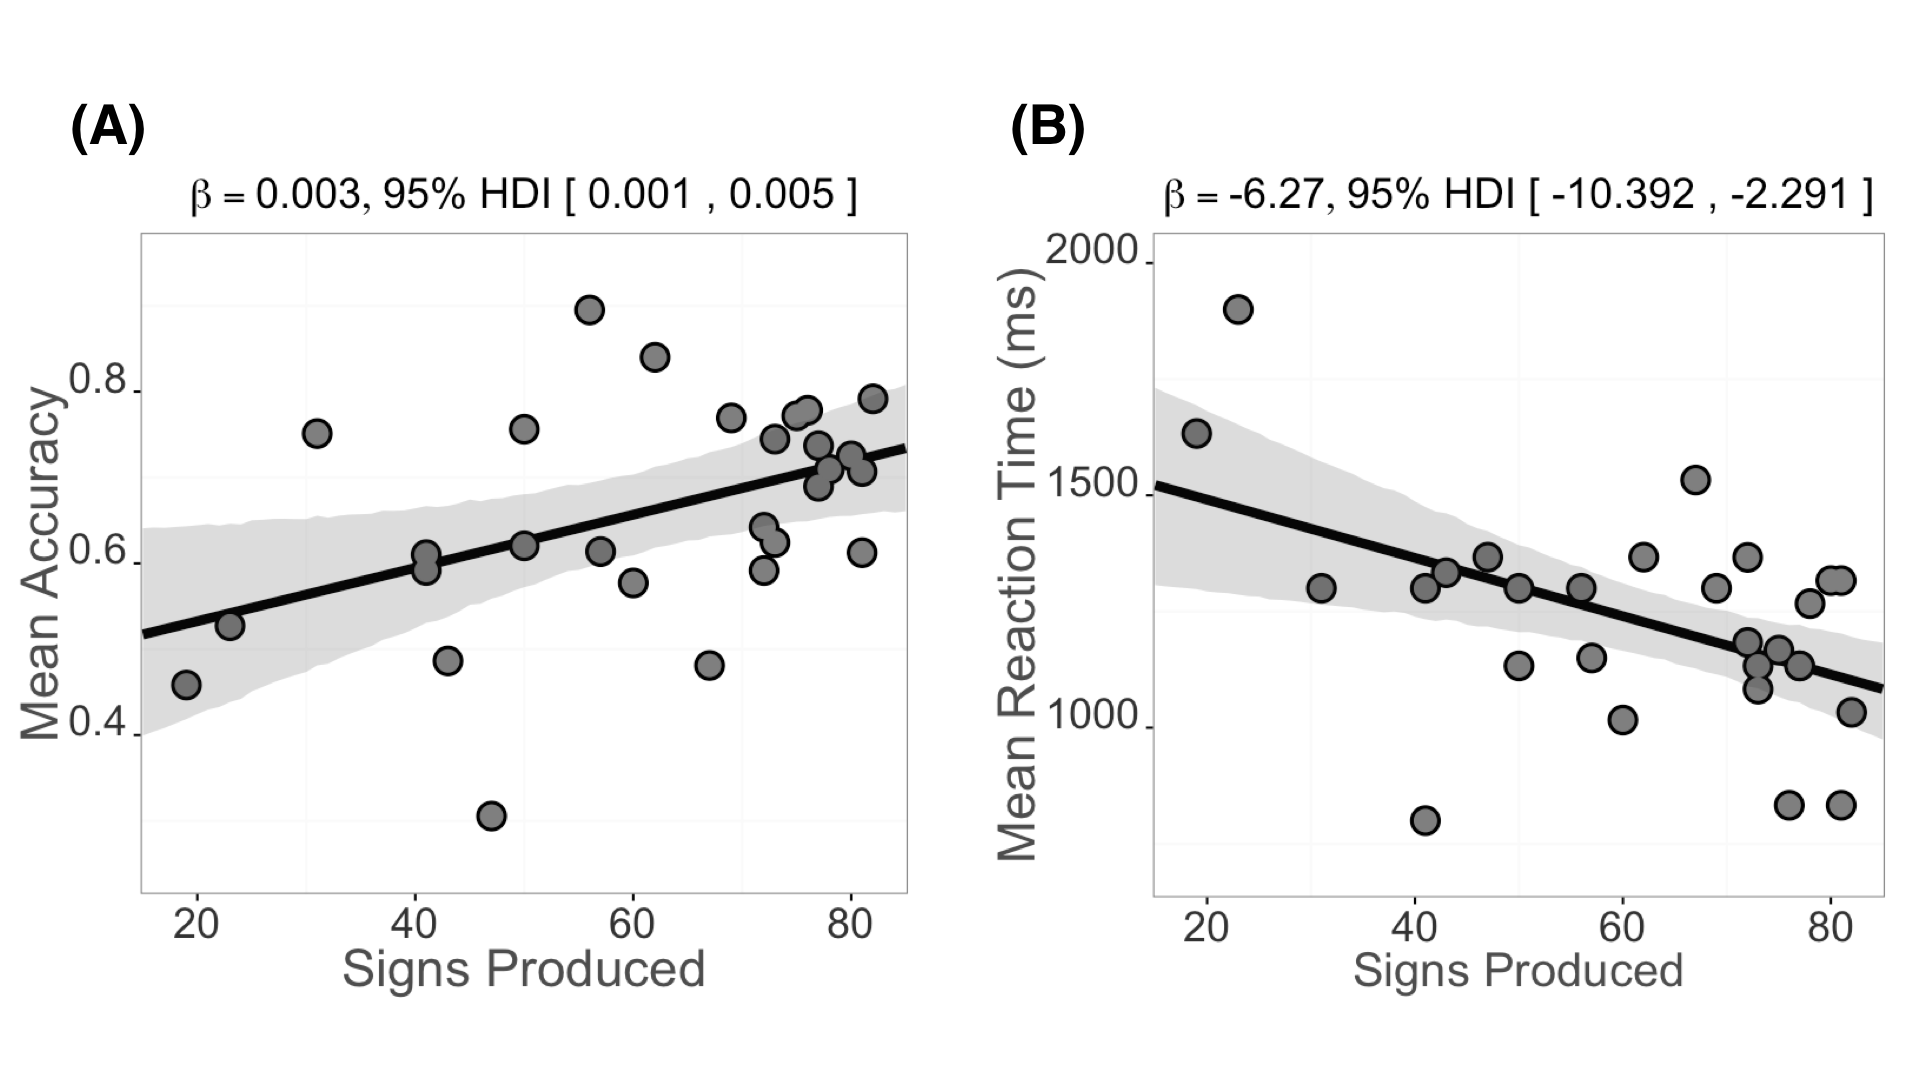 (A)
β = 0.003, 95% HDI [ 0.001 , 0.005 ]
Mean Accuracy
0.8
0.6
0.4
20 40 60 80
Signs Produced
(B)
β = -6.27, 95% HDI [ -10.392 , -2.291 ]
Mean Reaction Time (ms)
2000
1500
1000
20 40 60 80
Signs Produced